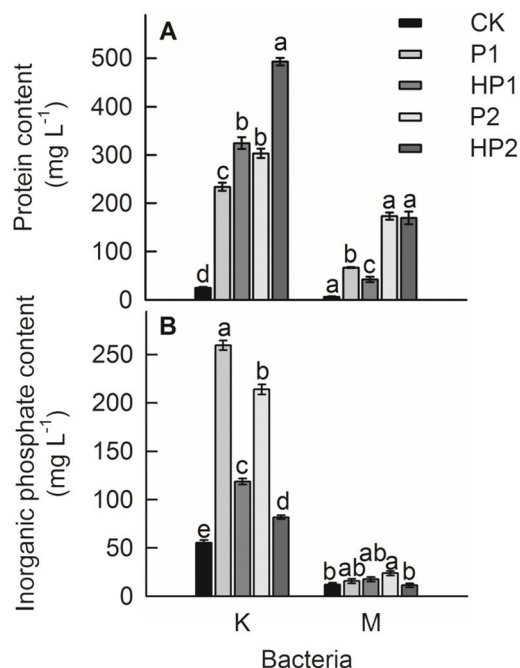 A
CK
P1
HP1
P2
HP2
Protein content
(mg L⁻¹)
500
400
300
200
100
0
d
c
b
b
a
a
b
c
a
a
B
Inorganic phosphate content
(mg L⁻¹)
250
200
150
100
50
0
e
a
c
b
d
b
ab
ab
a
b
K
M
Bacteria